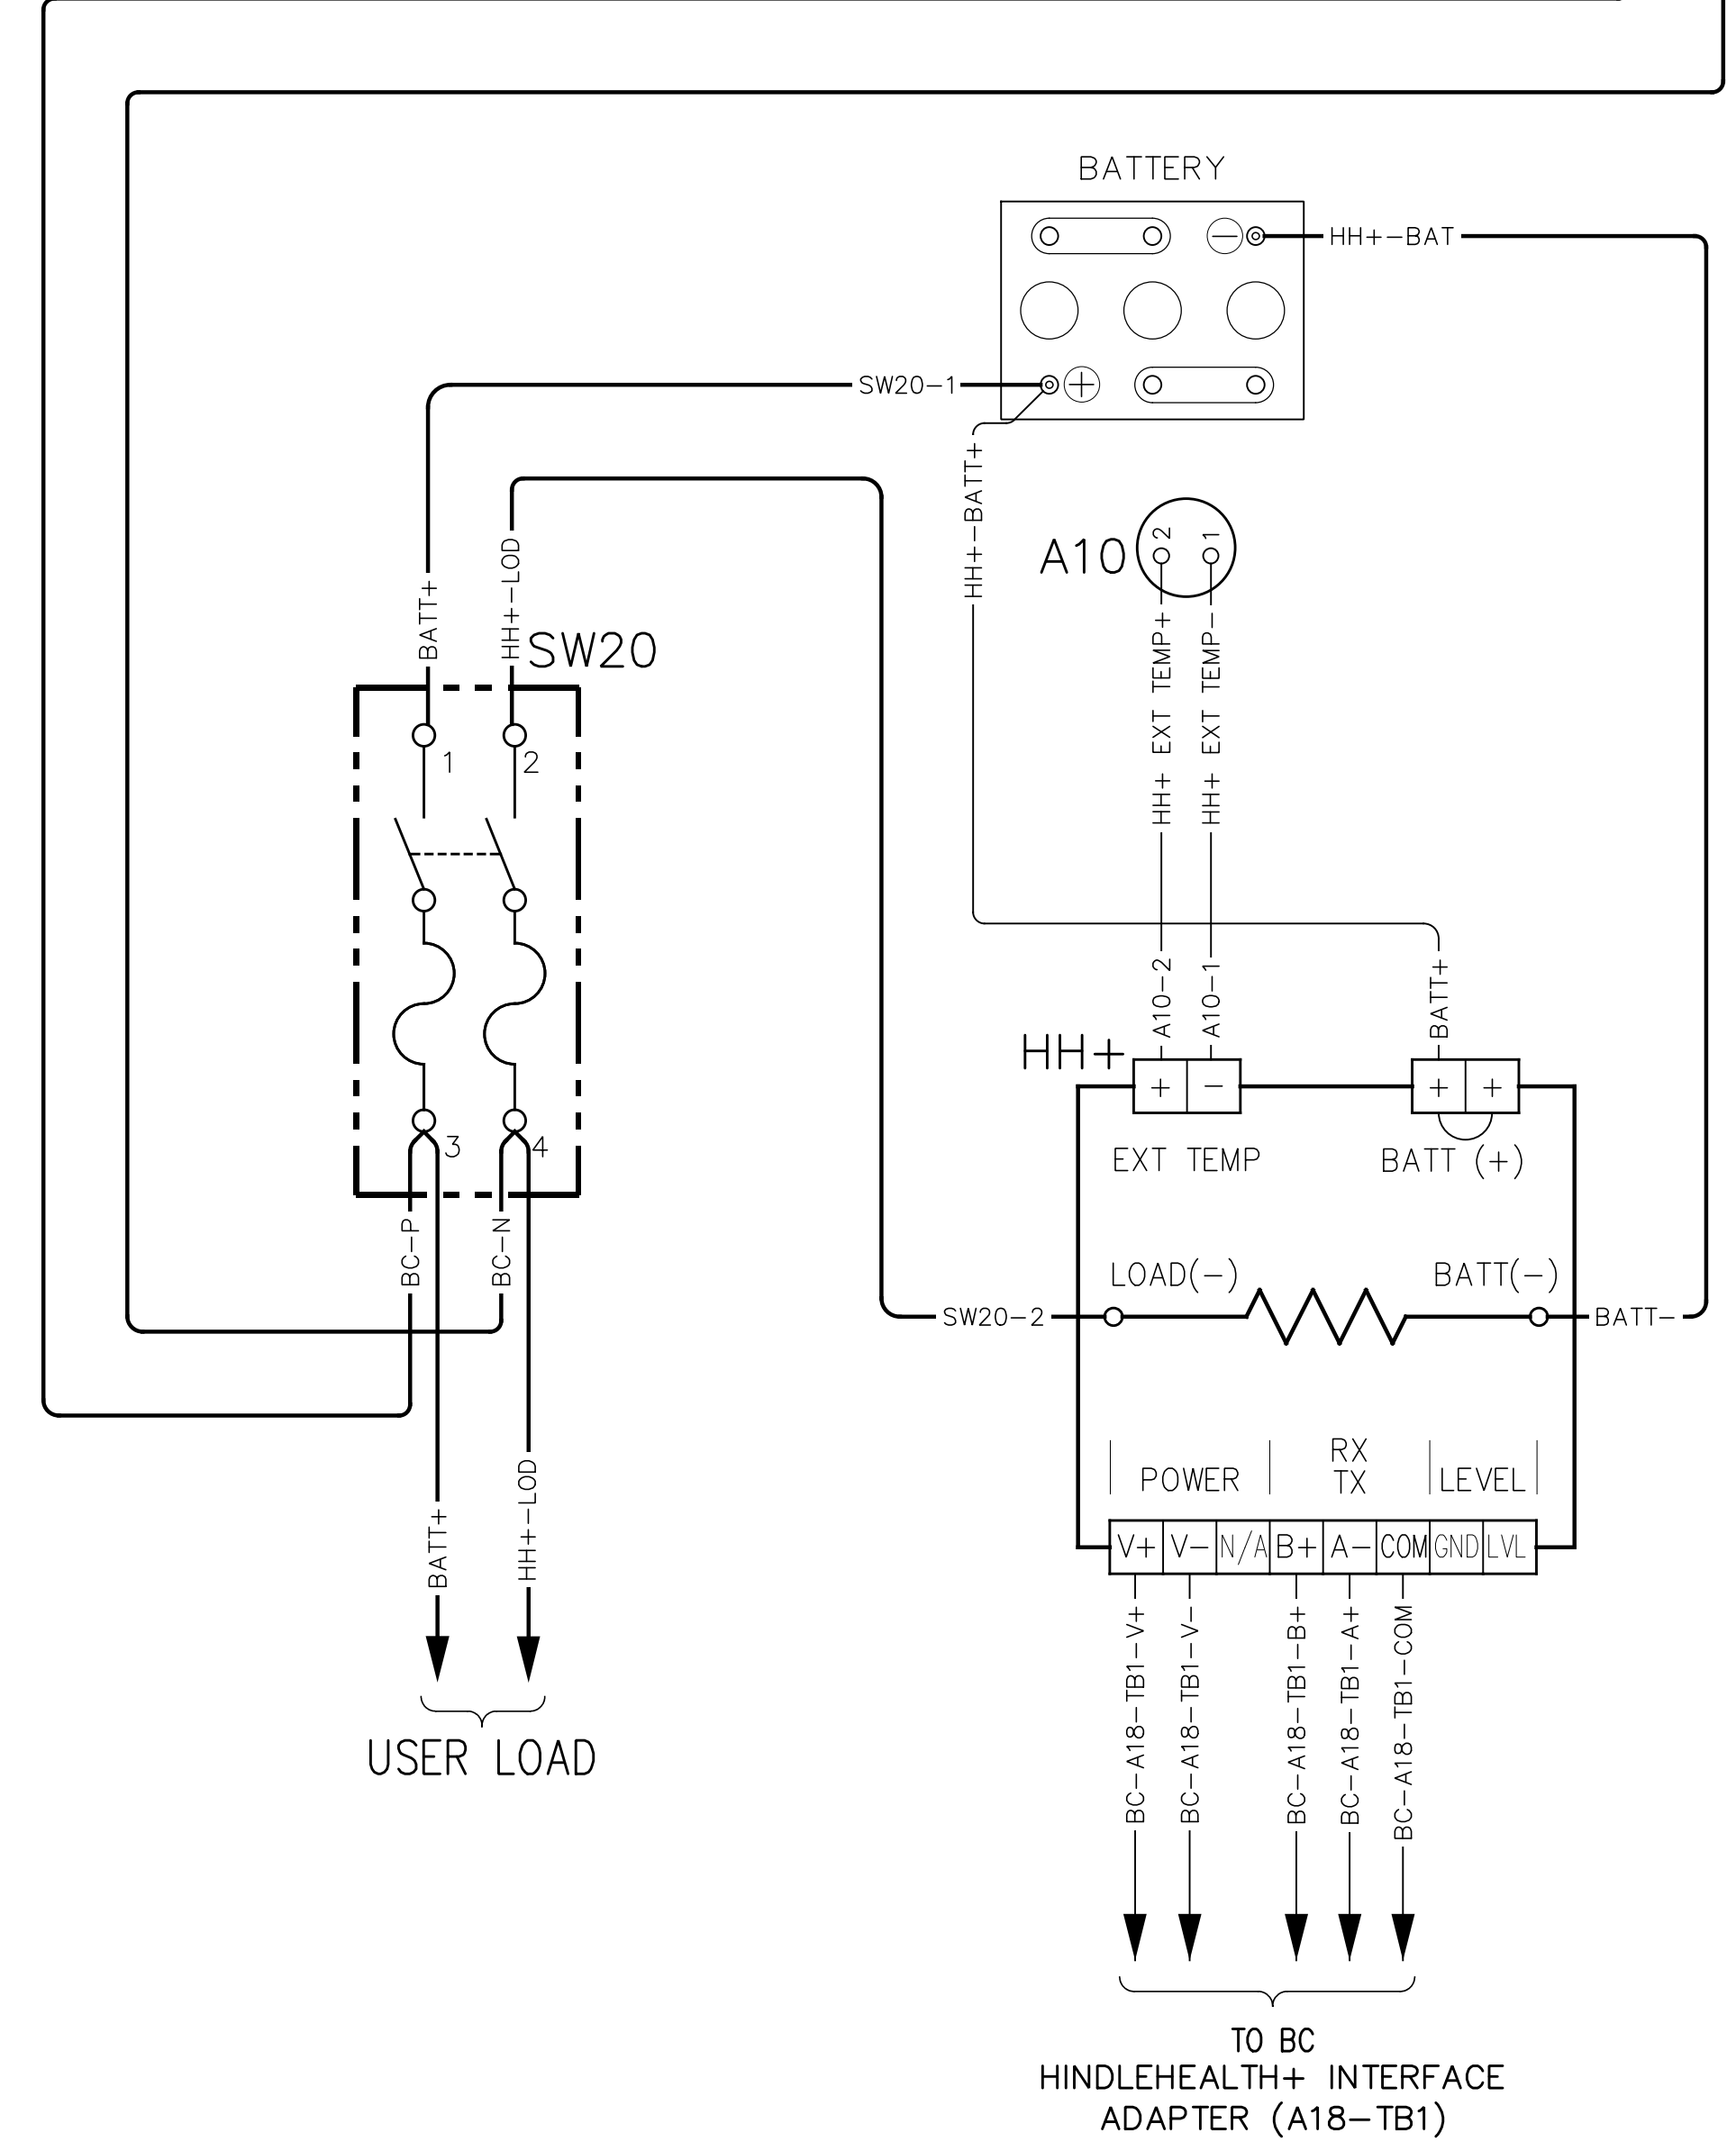 BATTERY
HH+-BAT
SW20-1
HH+-BATT+
A10
2
1
BATT+
HH+-LOD
SW20
HH+ EXT TEMP+
HH+ EXT TEMP-
1
2
A10-2
A10-1
BATT+
HH+
+
-
+
+
3
4
EXT TEMP
BATT (+)
BC-P
BC-N
LOAD(-)
BATT(-)
SW20-2
BATT-
POWER
RX
TX
LEVEL
V+ V- N/A B+ A- COM GND LVL
BATT+
HH+-LOD
BC-A18-TB1-V+
BC-A18-TB1-V-
BC-A18-TB1-B+
BC-A18-TB1-A+
BC-A18-TB1-COM
USER LOAD
TO BC
HINDLEHEALTH+ INTERFACE
ADAPTER (A18-TB1)